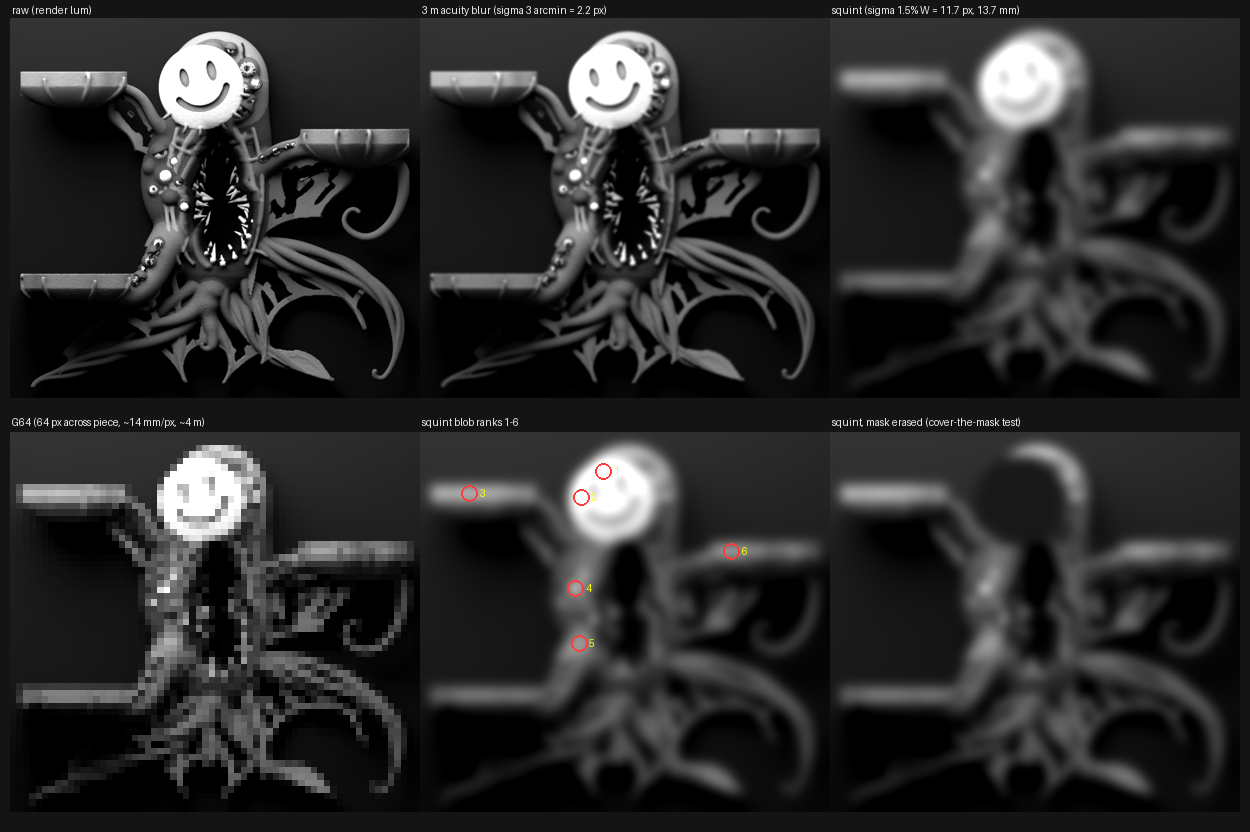 raw (render lum)
3 m acuity blur (sigma 3 arcmin = 2.2 px)
squint (sigma 1.5% W = 11.7 px, 13.7 mm)
G64 (64 px across piece, ~14 mm/px, ~4 m)
squint blob ranks 1-6
squint, mask erased (cover-the-mask test)
1
2
3
6
4
5